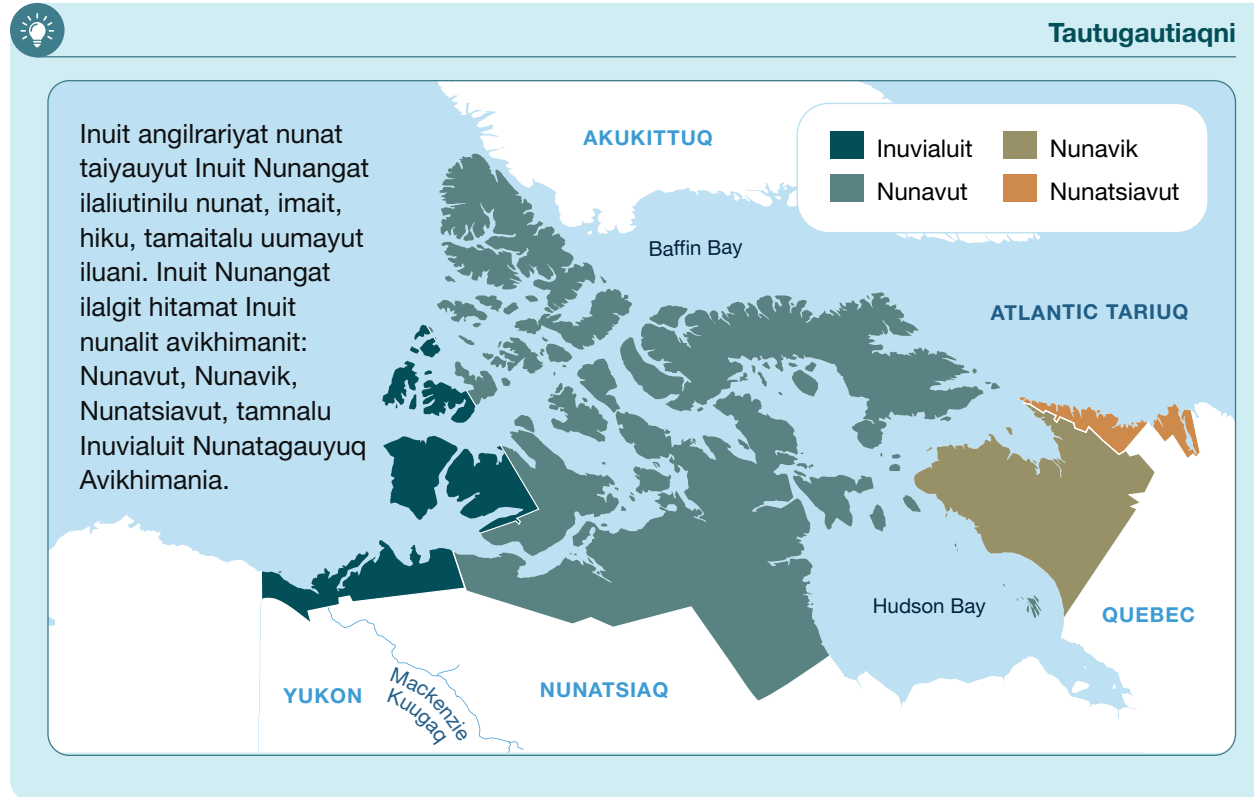 Tautugautiaqni
Inuit angilrariyat nunat
taiyauyut Inuit Nunangat
ilaliutinilu nunat, imait,
hiku, tamaitalu uumayut
iluani. Inuit Nunangat
ilalgit hitamat Inuit
nunalit avikhimanit:
Nunavut, Nunavik,
Nunatsiavut, tamnalu
Inuvialuit Nunatagauyuq
Avikhimania.
AKUKITTUQ
Inuvialuit
Nunavut
Nunavik
Nunatsiavut
Baffin Bay
ATLANTIC TARIUQ
Hudson Bay
QUEBEC
YUKON
Mackenzie
Kuugaq
NUNATSIAQ